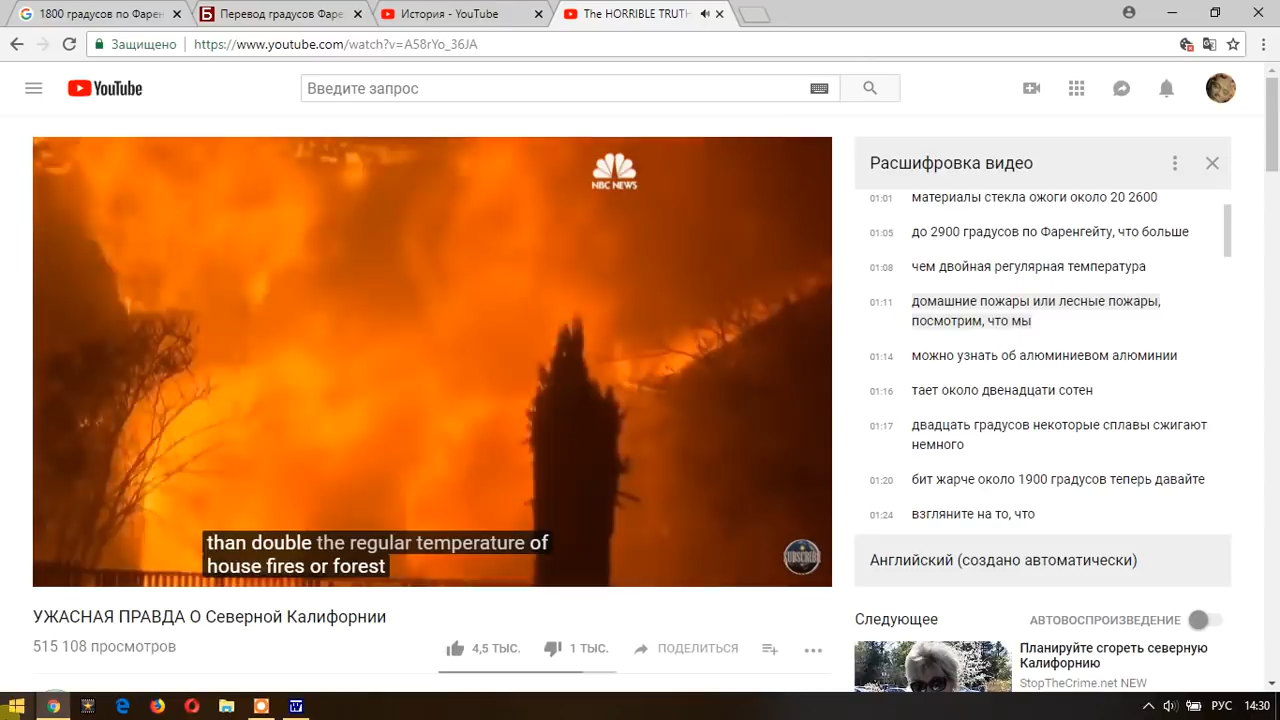 1800 градусов по Фарен
Перевод градусов Фаре
История - YouTube
The HORRIBLE TRUTH
Защищено
https://www.youtube.com/watch?v=A58rYo_36JA
YouTube
Введите запрос
NBC NEWS
than double the regular temperature of
house fires or forest
SUBSCRIBE
УЖАСНАЯ ПРАВДА О Северной Калифорнии
515 108 просмотров
4,5 ТЫС.
1 ТЫС.
ПОДЕЛИТЬСЯ
Расшифровка видео
01:01 материалы стекла ожоги около 20 2600
01:05 до 2900 градусов по Фаренгейту, что больше
01:08 чем двойная регулярная температура
01:11 домашние пожары или лесные пожары,
посмотрим, что мы
01:14 можно узнать об алюминиевом алюминии
01:16 тает около двенадцати сотен
01:17 двадцать градусов некоторые сплавы сжигают
немного
01:20 бит жарче около 1900 градусов теперь давайте
01:24 взгляните на то, что
Английский (создано автоматически)
Следующее
АВТОВОСПРОИЗВЕДЕНИЕ
Планируйте сгореть северную
Калифорнию
StopTheCrime.net NEW
РУС
14:30